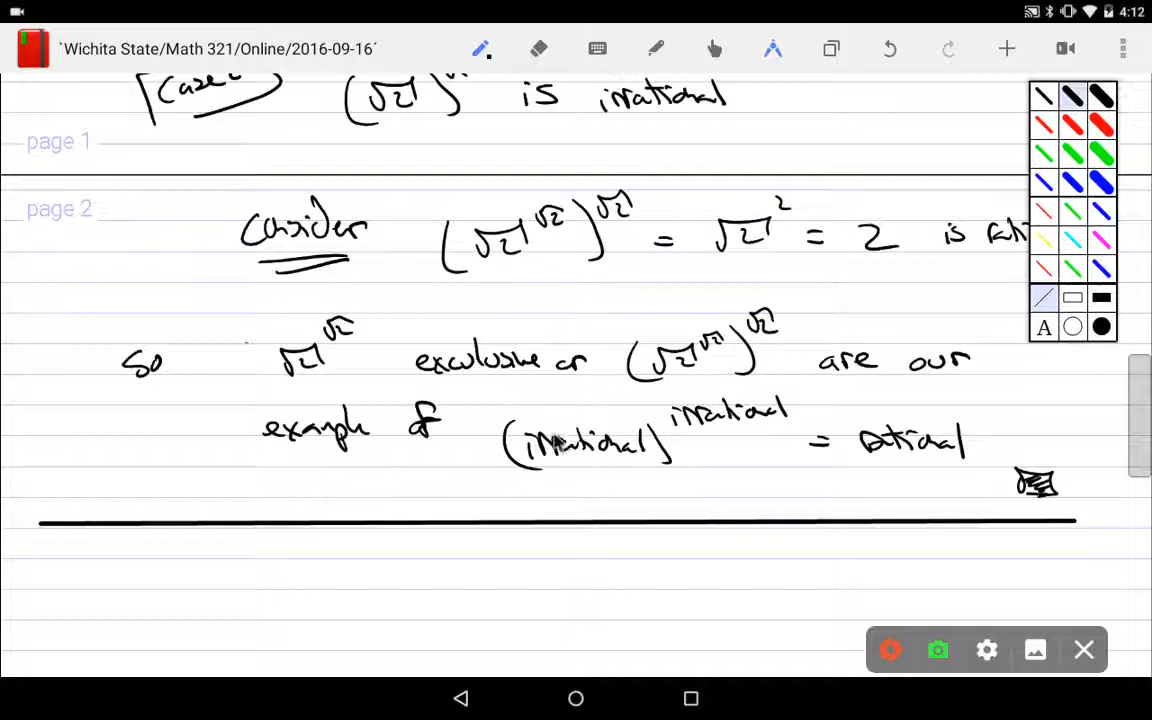 4:12
`Wichita State/Math 321/Online/2016-09-16´
Case 2 (√2)^√2 is irrational
page 1
page 2
Consider (√2^√2)^√2 = √2^2 = 2 is rati
So √2^√2 exculusive or (√2^√2)^√2 are our
example of (irrational)^irrational = rational
A